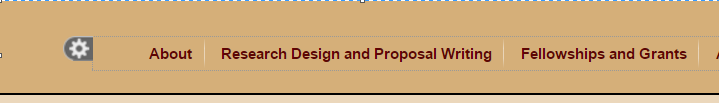 About Research Design and Proposal Writing Fellowships and Grants